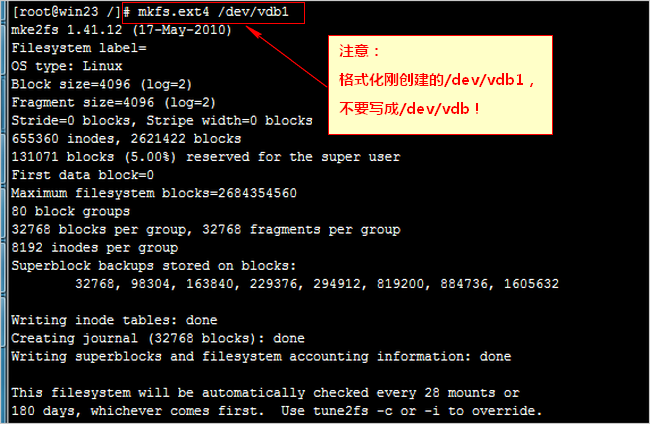 [root@win23 /]# mkfs.ext4 /dev/vdb1
mke2fs 1.41.12 (17-May-2010)
Filesystem label=
OS type: Linux
Block size=4096 (log=2)
Fragment size=4096 (log=2)
Stride=0 blocks, Stripe width=0 blocks
655360 inodes, 2621422 blocks
131071 blocks (5.00%) reserved for the super user
First data block=0
Maximum filesystem blocks=2684354560
80 block groups
32768 blocks per group, 32768 fragments per group
8192 inodes per group
Superblock backups stored on blocks:
32768, 98304, 163840, 229376, 294912, 819200, 884736, 1605632
Writing inode tables: done
Creating journal (32768 blocks): done
Writing superblocks and filesystem accounting information: done
This filesystem will be automatically checked every 28 mounts or
180 days, whichever comes first.  Use tune2fs -c or -i to override.
注意：
格式化刚创建的/dev/vdb1，
不要写成/dev/vdb！